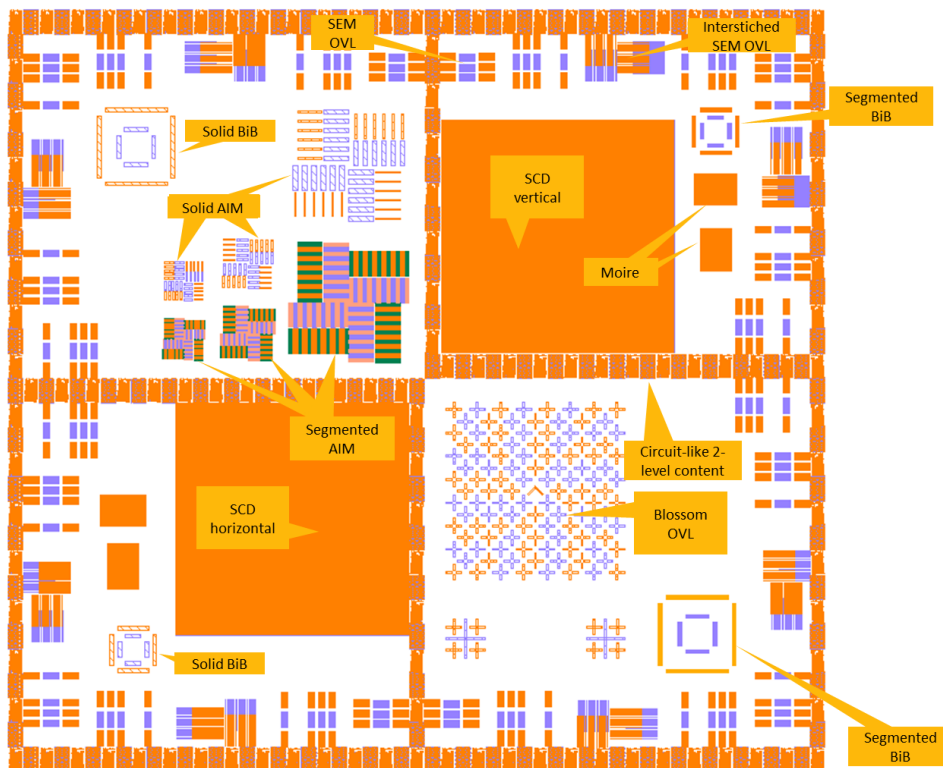 SEM
OVL
Interstiched
SEM OVL
Segmented
BiB
Solid BiB
SCD
vertical
Solid AIM
Moire
Segmented
AIM
Circuit-like 2-
level content
SCD
horizontal
Blossom
OVL
Solid BiB
Segmented
BiB